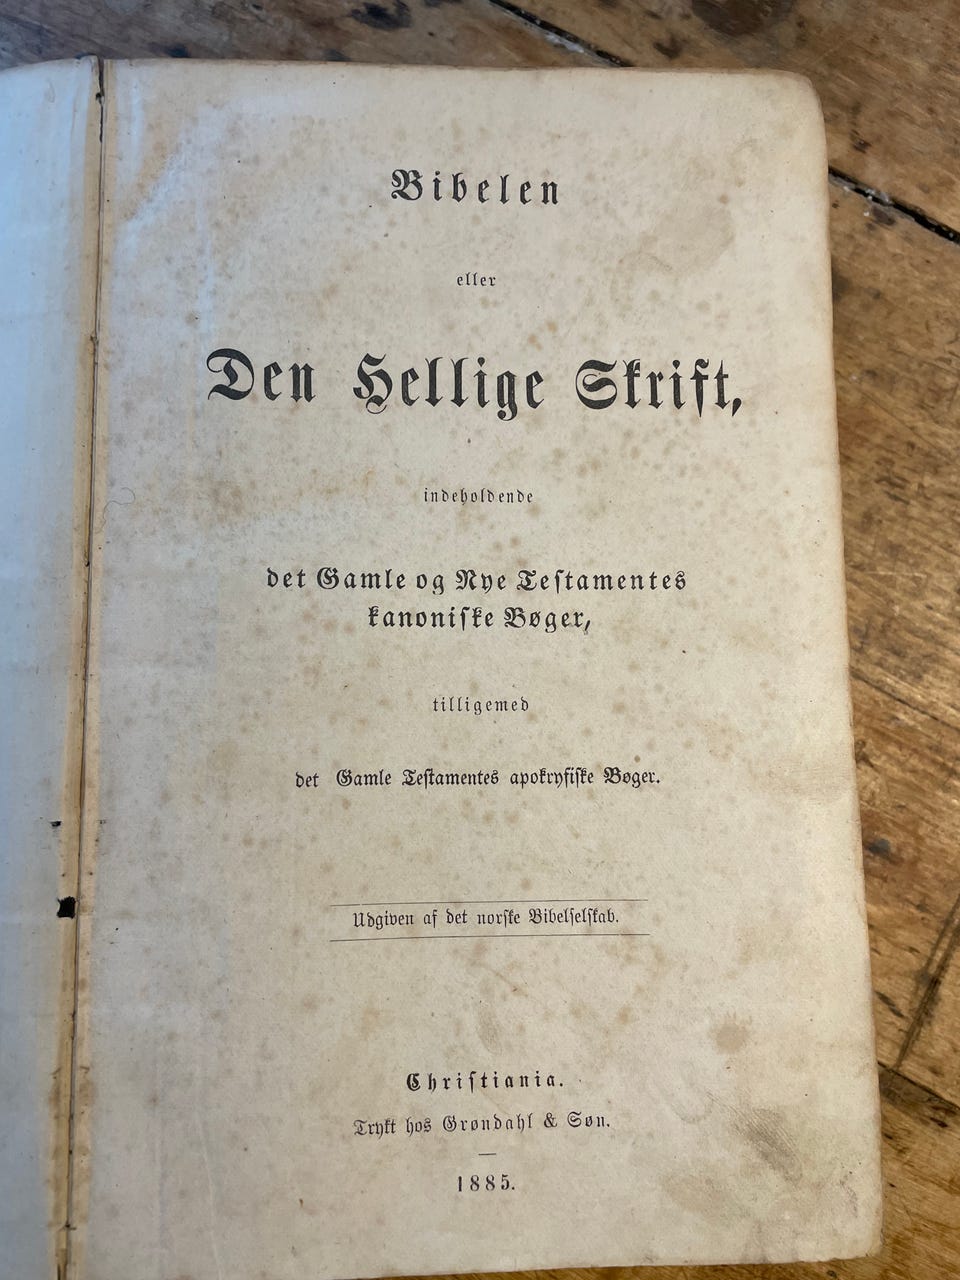 Bibelen
eller
Den Hellige Skrift,
indeholdende
det Gamle og Nye Testamentes
kanoniske Bøger,
tilligemed
det Gamle Testamentes apokryfiske Bøger.
Udgiven af det norske Bibelselskab.
Christiania.
Trykt hos Grøndahl & Søn.
1885.